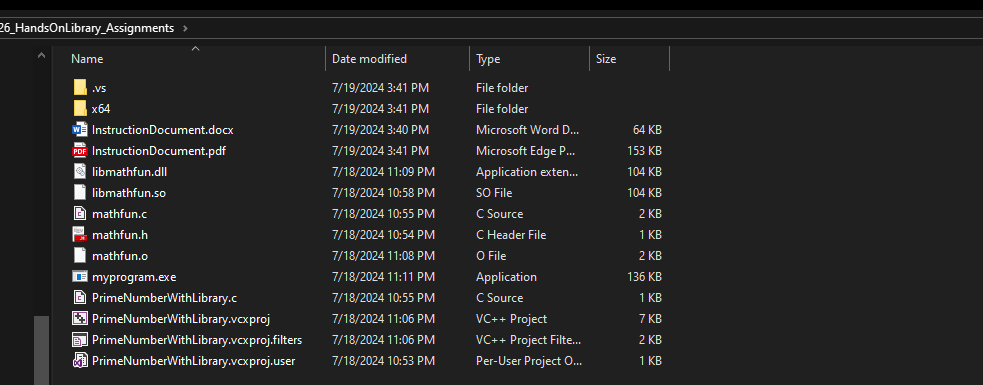 26_HandsOnLibrary_Assignments
Name Date modified Type Size
.vs 7/19/2024 3:41 PM File folder
x64 7/19/2024 3:41 PM File folder
InstructionDocument.docx 7/19/2024 3:40 PM Microsoft Word D... 64 KB
InstructionDocument.pdf 7/19/2024 3:41 PM Microsoft Edge P... 153 KB
libmathfun.dll 7/18/2024 11:09 PM Application exten... 104 KB
libmathfun.so 7/18/2024 10:58 PM SO File 104 KB
mathfun.c 7/18/2024 10:55 PM C Source 2 KB
mathfun.h 7/18/2024 10:54 PM C Header File 1 KB
mathfun.o 7/18/2024 11:08 PM O File 2 KB
myprogram.exe 7/18/2024 11:11 PM Application 136 KB
PrimeNumberWithLibrary.c 7/18/2024 10:55 PM C Source 1 KB
PrimeNumberWithLibrary.vcxproj 7/18/2024 11:06 PM VC++ Project 7 KB
PrimeNumberWithLibrary.vcxproj.filters 7/18/2024 11:06 PM VC++ Project Filte... 2 KB
PrimeNumberWithLibrary.vcxproj.user 7/18/2024 10:53 PM Per-User Project O... 1 KB